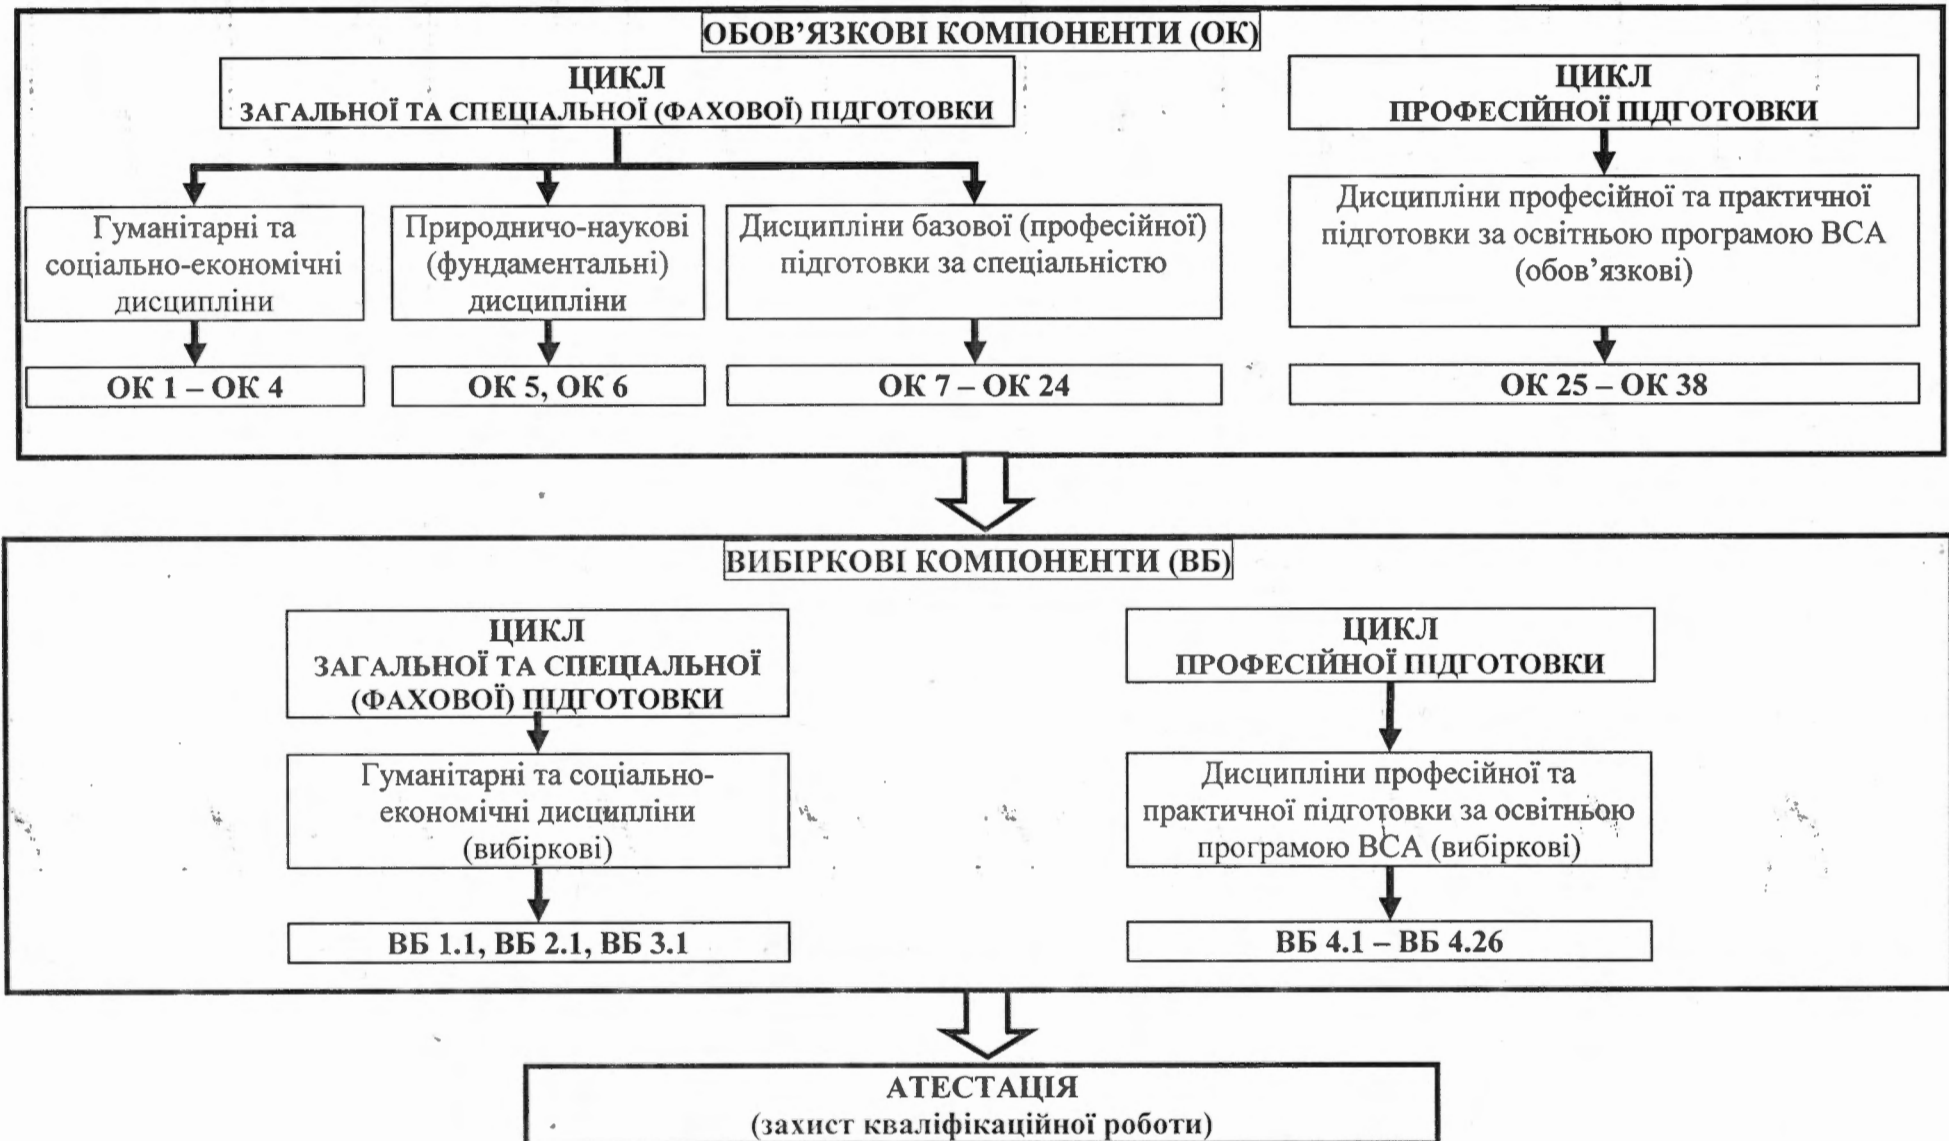 ОБОВ’ЯЗКОВІ КОМПОНЕНТИ (ОК)
ЦИКЛ
ЗАГАЛЬНОЇ ТА СПЕЦІАЛЬНОЇ (ФАХОВОЇ) ПІДГОТОВКИ
ЦИКЛ
ПРОФЕСІЙНОЇ ПІДГОТОВКИ
Гуманітарні та
соціально-економічні
дисципліни
Природничо-наукові
(фундаментальні)
дисципліни
Дисципліни базової (професійної)
підготовки за спеціальністю
Дисципліни професійної та практичної
підготовки за освітньою програмою ВСА
(обов’язкові)
ОК 1 – ОК 4
ОК 5, ОК 6
ОК 7 – ОК 24
ОК 25 – ОК 38
ВИБІРКОВІ КОМПОНЕНТИ (ВБ)
ЦИКЛ
ЗАГАЛЬНОЇ ТА СПЕЦІАЛЬНОЇ
(ФАХОВОЇ) ПІДГОТОВКИ
ЦИКЛ
ПРОФЕСІЙНОЇ ПІДГОТОВКИ
Гуманітарні та соціально-
економічні дисципліни
(вибіркові)
Дисципліни професійної та
практичної підготовки за освітньою
програмою ВСА (вибіркові)
ВБ 1.1, ВБ 2.1, ВБ 3.1
ВБ 4.1 – ВБ 4.26
АТЕСТАЦІЯ
(захист кваліфікаційної роботи)